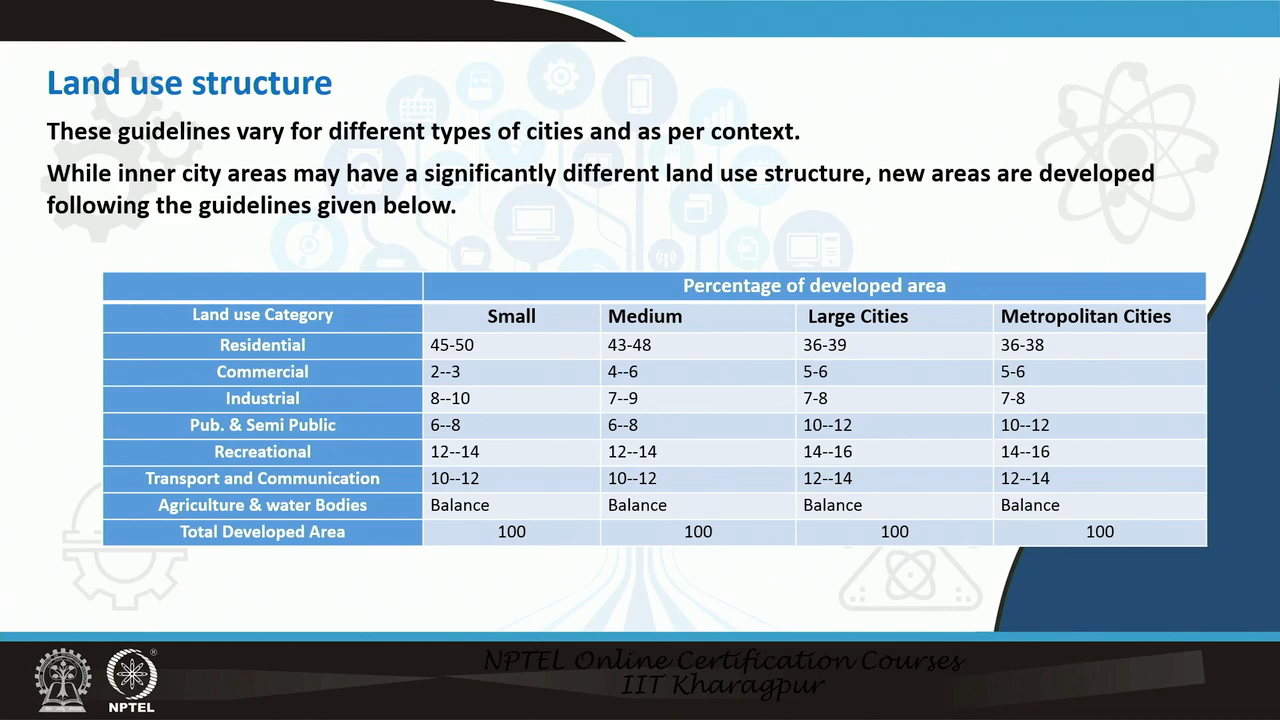 Land use structure
These guidelines vary for different types of cities and as per context.
While inner city areas may have a significantly different land use structure, new areas are developed
following the guidelines given below.
Percentage of developed area
Land use Category Small Medium Large Cities Metropolitan Cities
Residential 45-50 43-48 36-39 36-38
Commercial 2--3 4--6 5-6 5-6
Industrial 8--10 7--9 7-8 7-8
Pub. & Semi Public 6--8 6--8 10--12 10--12
Recreational 12--14 12--14 14--16 14--16
Transport and Communication 10--12 10--12 12--14 12--14
Agriculture & water Bodies Balance Balance Balance Balance
Total Developed Area 100 100 100 100
NPTEL Online Certification Courses
IIT Kharagpur
NPTEL